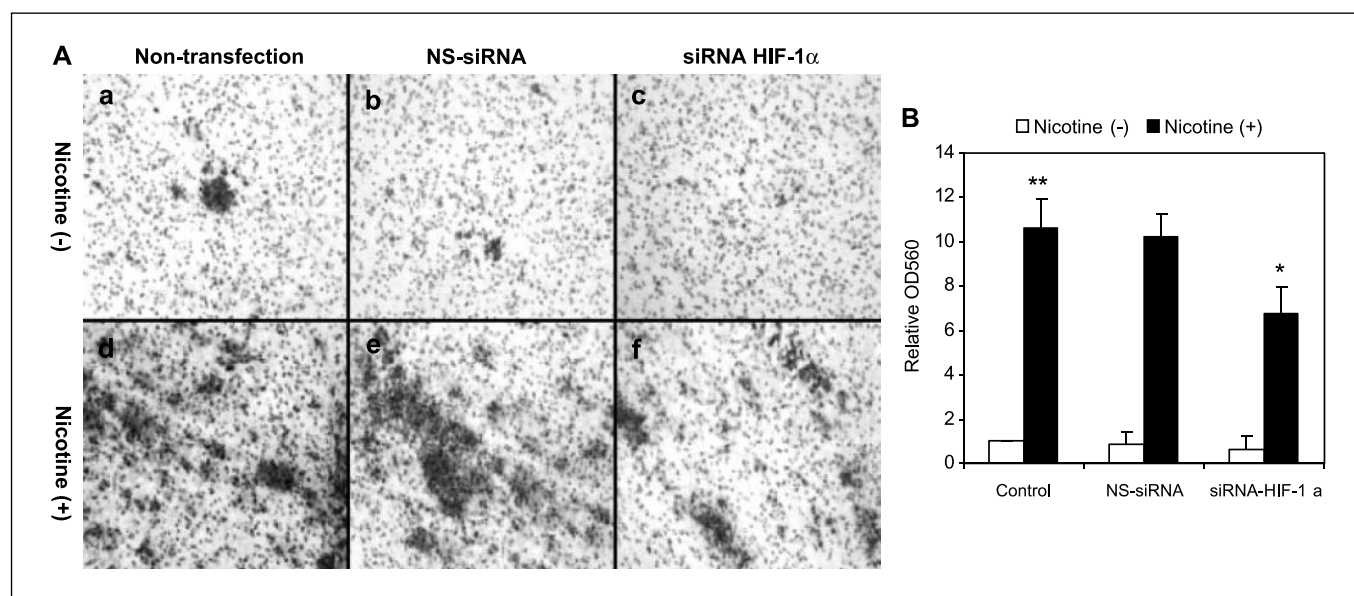 A
Non-transfection NS-siRNA siRNA HIF-1α
Nicotine (-)
a b c
Nicotine (+)
d e f
B
Nicotine (-) Nicotine (+)
Relative OD560
14
12
10
8
6
4
2
0
**
*
Control NS-siRNA siRNA-HIF-1 a